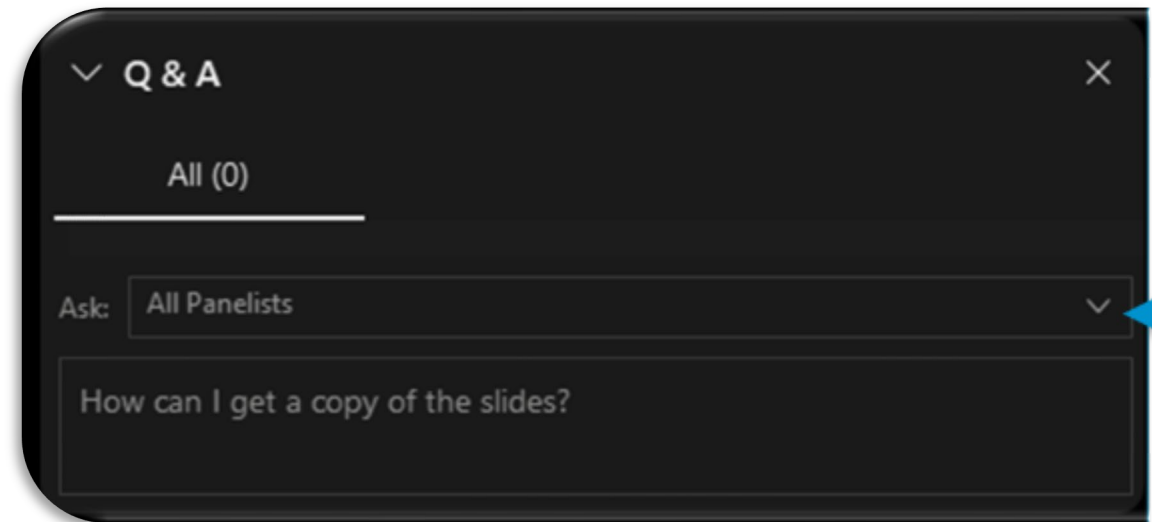 Q & A
All (0)
Ask: All Panelists
How can I get a copy of the slides?